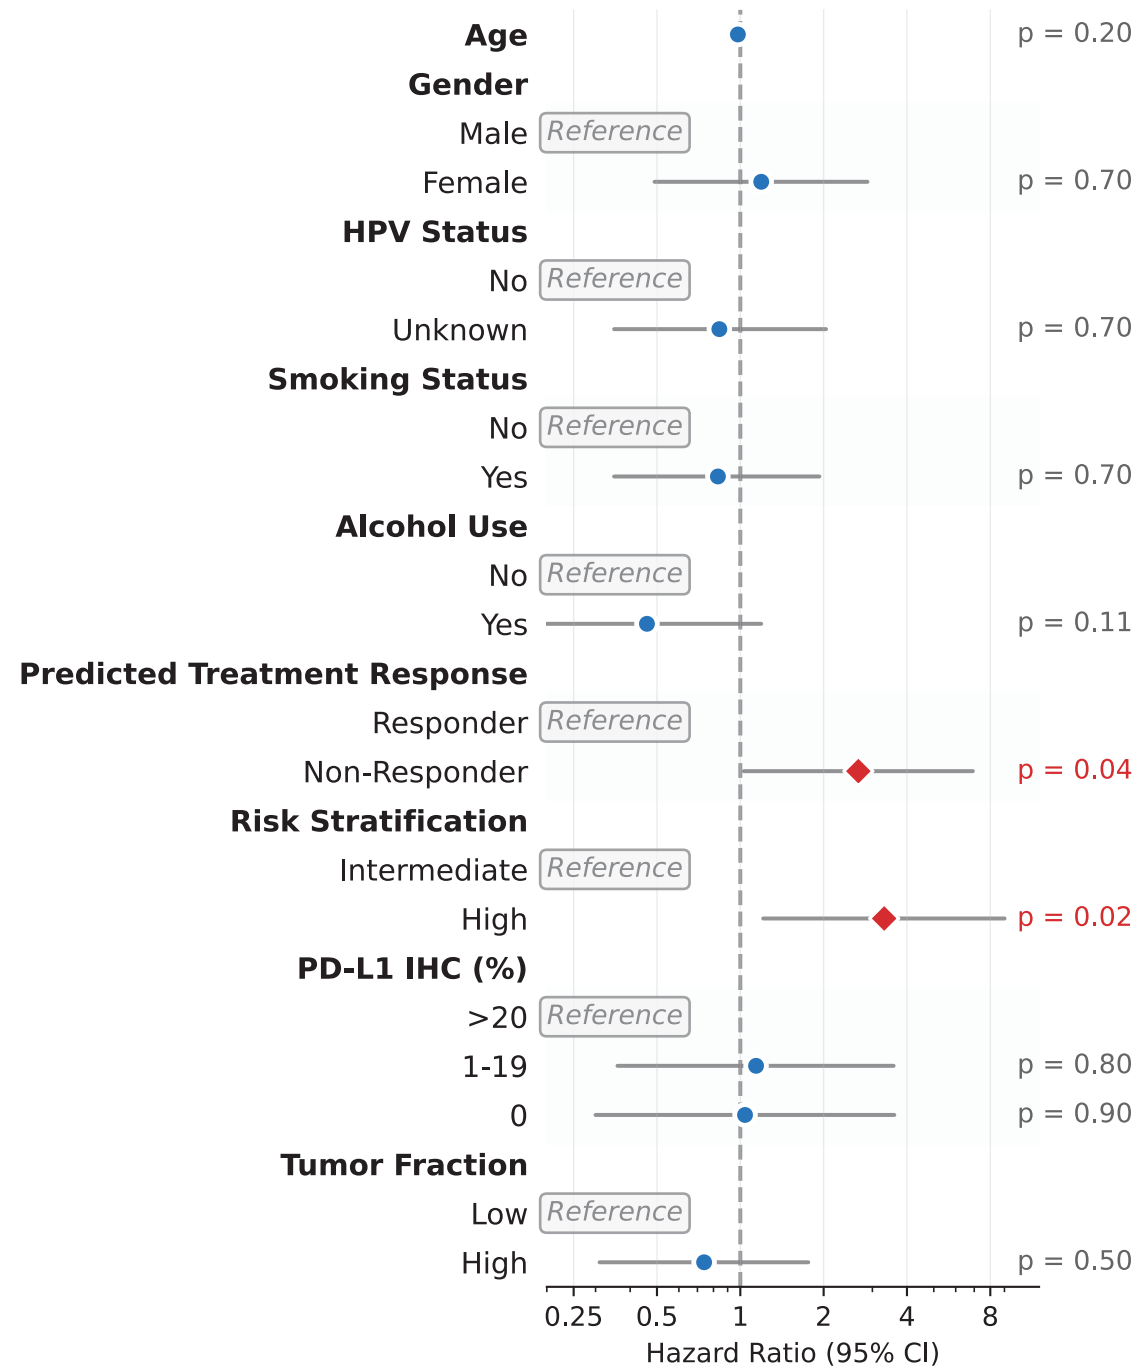 Age p = 0.20
Gender
Male Reference
Female p = 0.70
HPV Status
No Reference
Unknown p = 0.70
Smoking Status
No Reference
Yes p = 0.70
Alcohol Use
No Reference
Yes p = 0.11
Predicted Treatment Response
Responder Reference
Non-Responder p = 0.04
Risk Stratification
Intermediate Reference
High p = 0.02
PD-L1 IHC (%)
>20 Reference
1-19 p = 0.80
0 p = 0.90
Tumor Fraction
Low Reference
High p = 0.50
0.25 0.5 1 2 4 8
Hazard Ratio (95% CI)